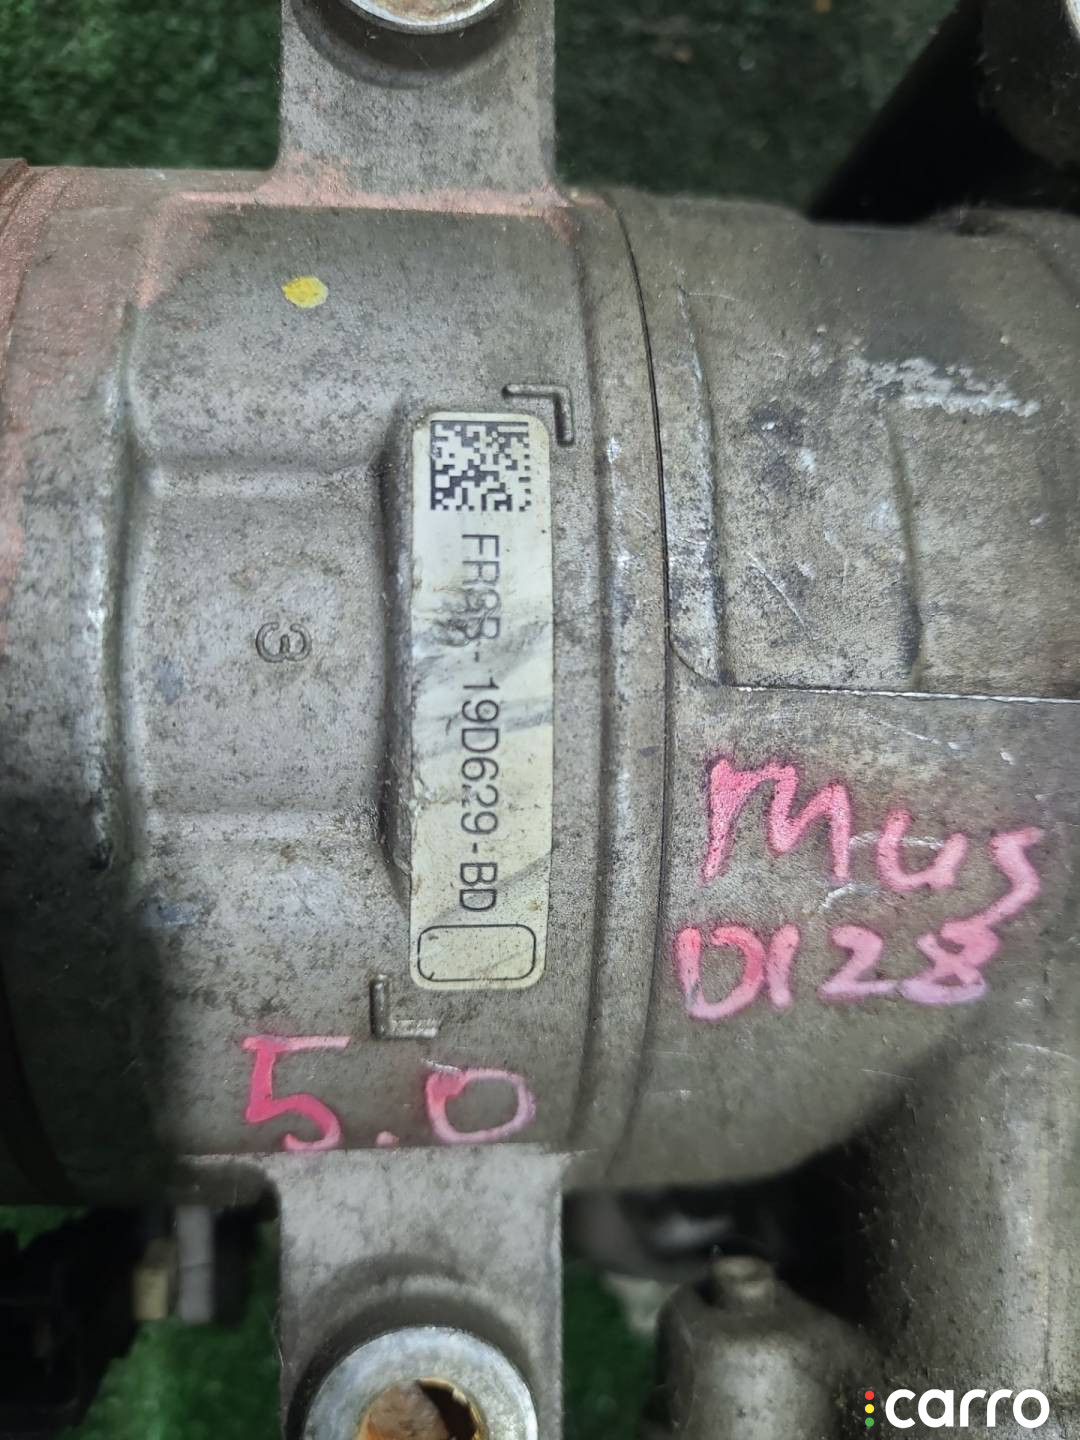 FR3B-19D629-BD
3
MUS
D128
5.0
carro